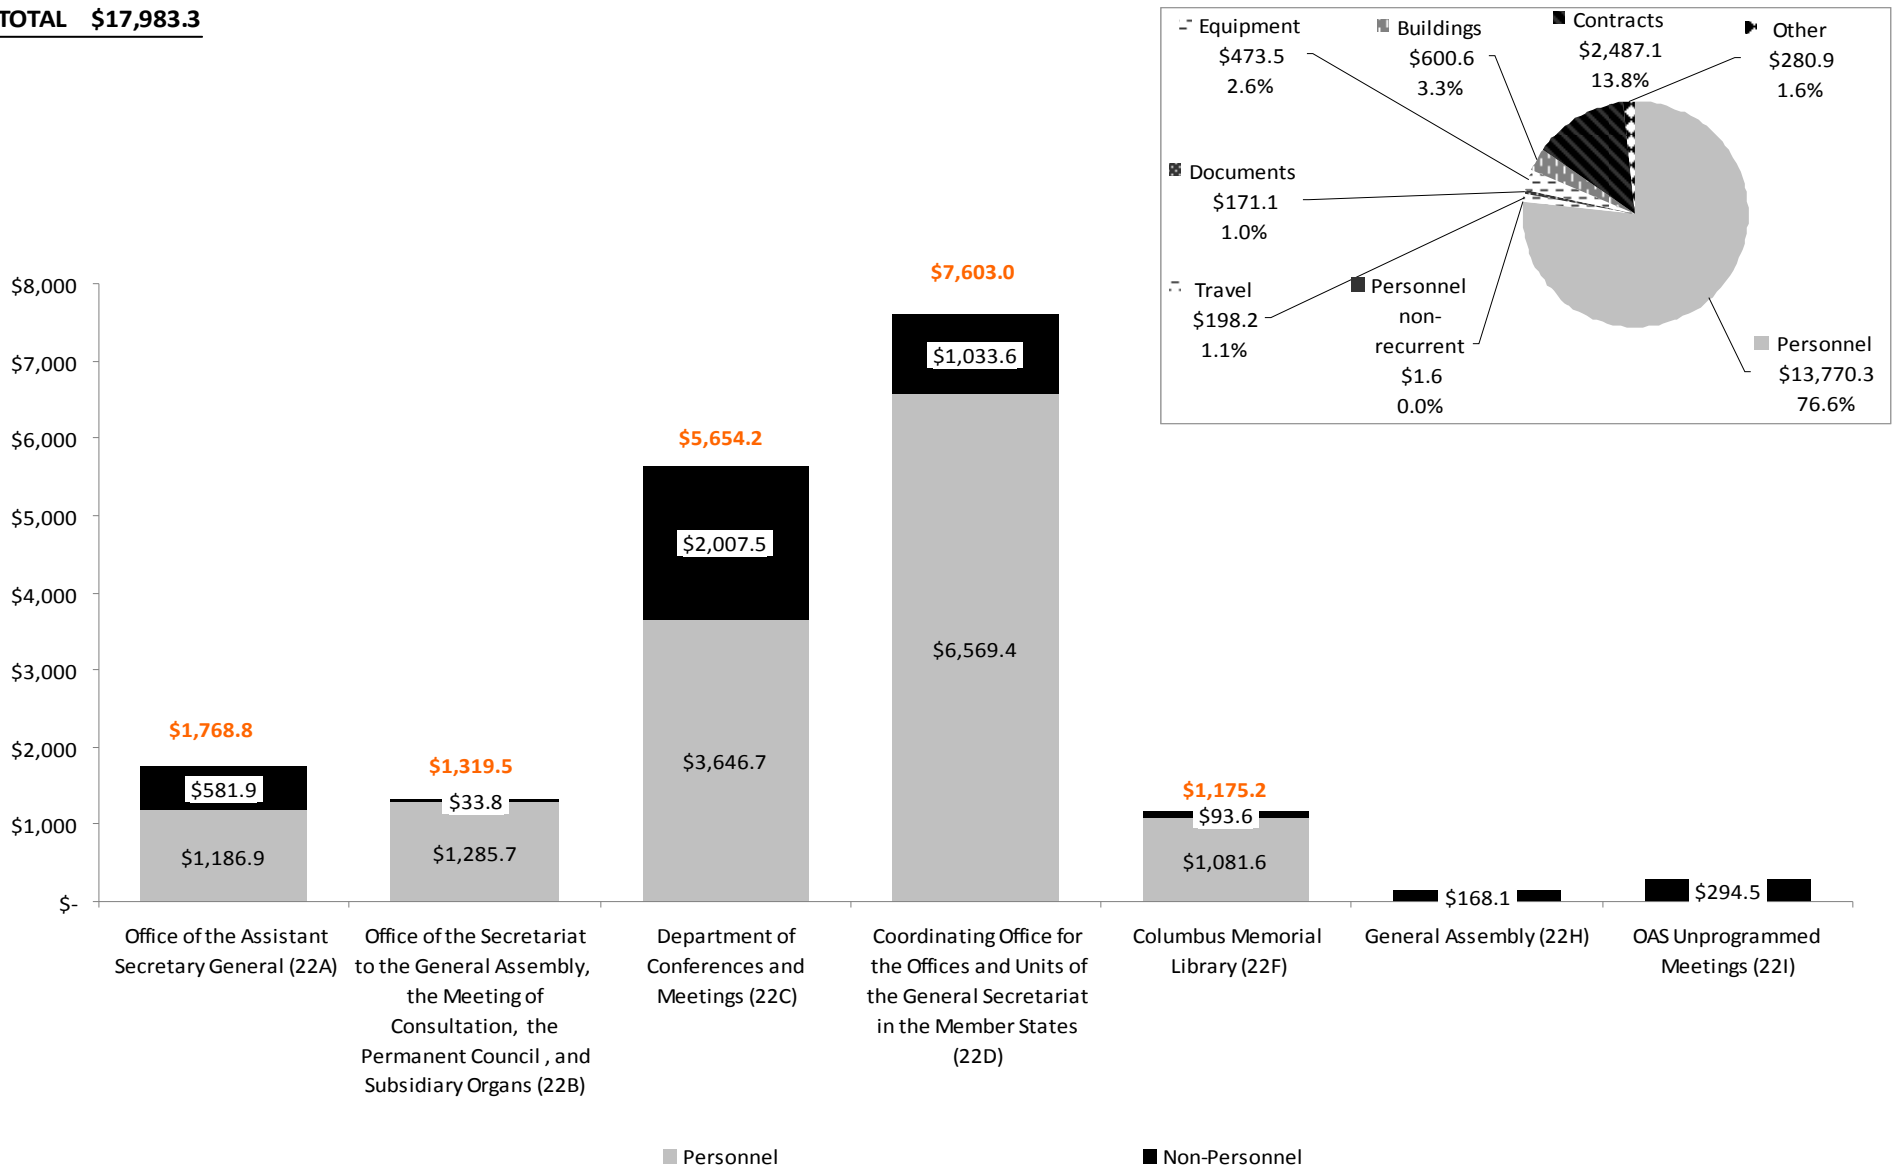 TOTAL $17,983.3
Equipment
$473.5
2.6%
Buildings
$600.6
3.3%
Contracts
$2,487.1
13.8%
Other
$280.9
1.6%
Documents
$171.1
1.0%
Travel
$198.2
1.1%
Personnel
non-
recurrent
$1.6
0.0%
Personnel
$13,770.3
76.6%
$8,000
$7,000
$6,000
$5,000
$4,000
$3,000
$2,000
$1,000
$-
$1,768.8
$581.9
$1,186.9
$1,319.5
$33.8
$1,285.7
$5,654.2
$2,007.5
$3,646.7
$7,603.0
$1,033.6
$6,569.4
$1,175.2
$93.6
$1,081.6
$168.1
$294.5
Office of the Assistant
Secretary General (22A)
Office of the Secretariat
to the General Assembly,
the Meeting of
Consultation, the
Permanent Council , and
Subsidiary Organs (22B)
Department of
Conferences and
Meetings (22C)
Coordinating Office for
the Offices and Units of
the General Secretariat
in the Member States
(22D)
Columbus Memorial
Library (22F)
General Assembly (22H)
OAS Unprogrammed
Meetings (22I)
Personnel
Non-Personnel